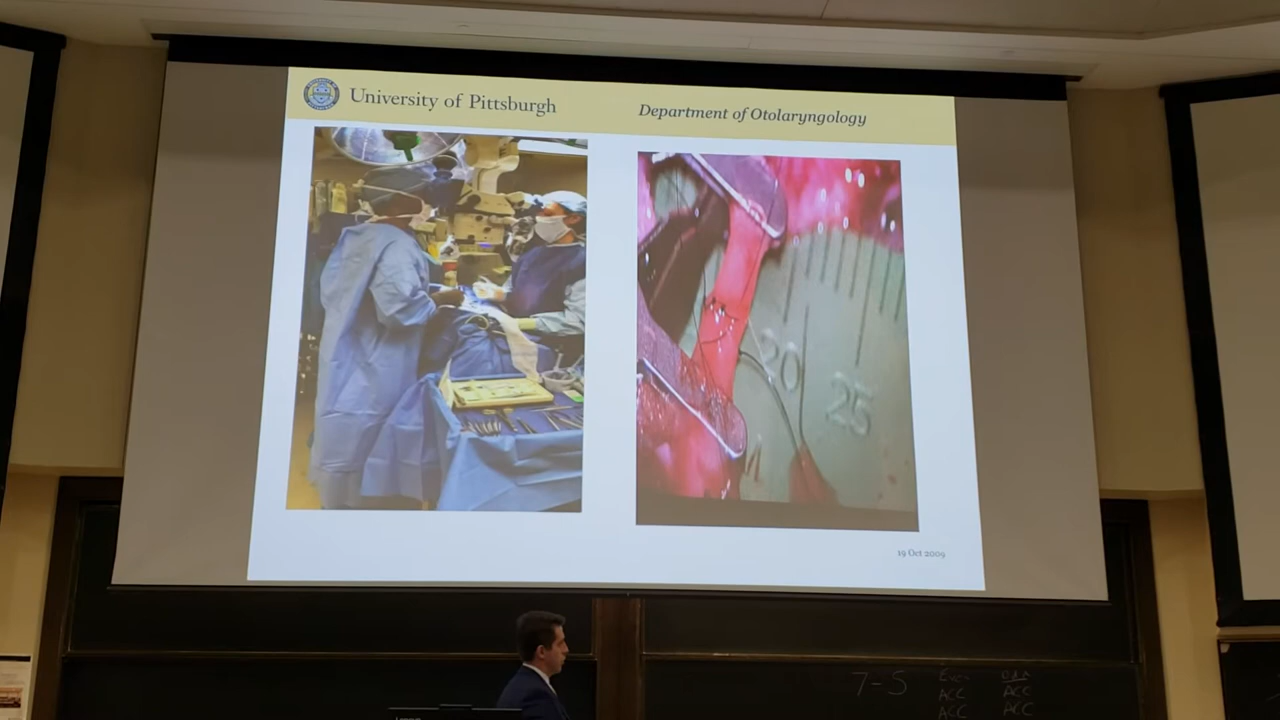 University of Pittsburgh
Department of Otolaryngology
20
25
19 Oct 2009
7-5
ACC
ACC
ACC
ACC